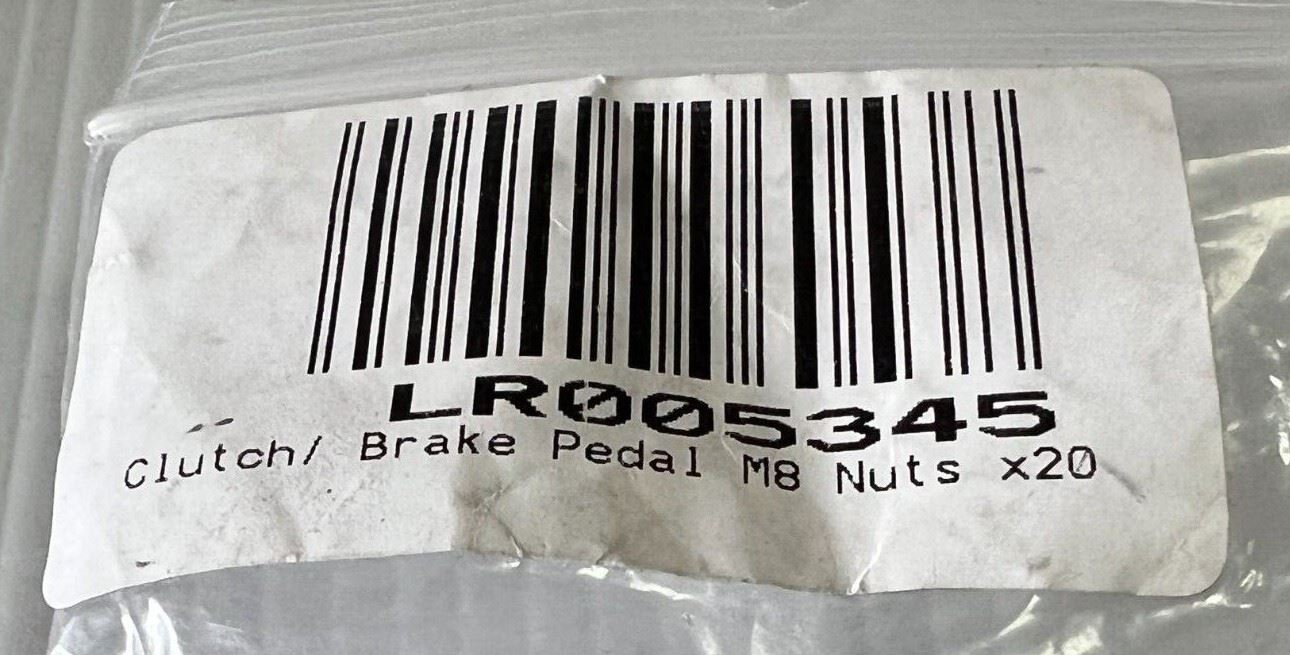 LR005345
Clutch/ Brake Pedal M8 Nuts x20